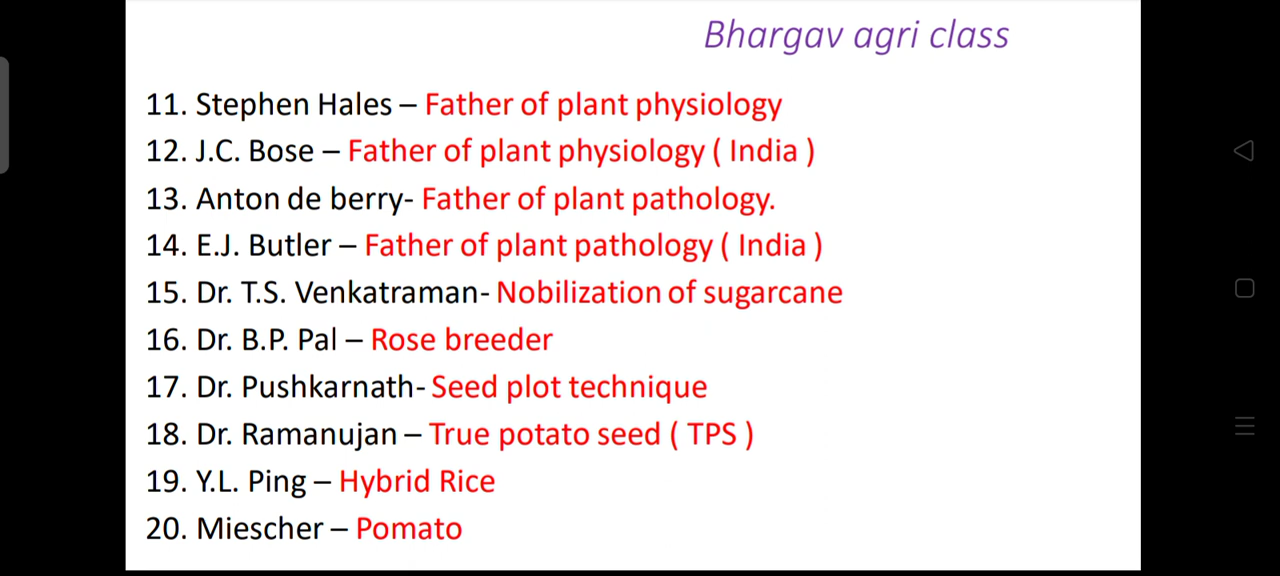 Bhargav agri class
11. Stephen Hales – Father of plant physiology
12. J.C. Bose – Father of plant physiology ( India )
13. Anton de berry- Father of plant pathology.
14. E.J. Butler – Father of plant pathology ( India )
15. Dr. T.S. Venkatraman- Nobilization of sugarcane
16. Dr. B.P. Pal – Rose breeder
17. Dr. Pushkarnath- Seed plot technique
18. Dr. Ramanujan – True potato seed ( TPS )
19. Y.L. Ping – Hybrid Rice
20. Miescher – Pomato